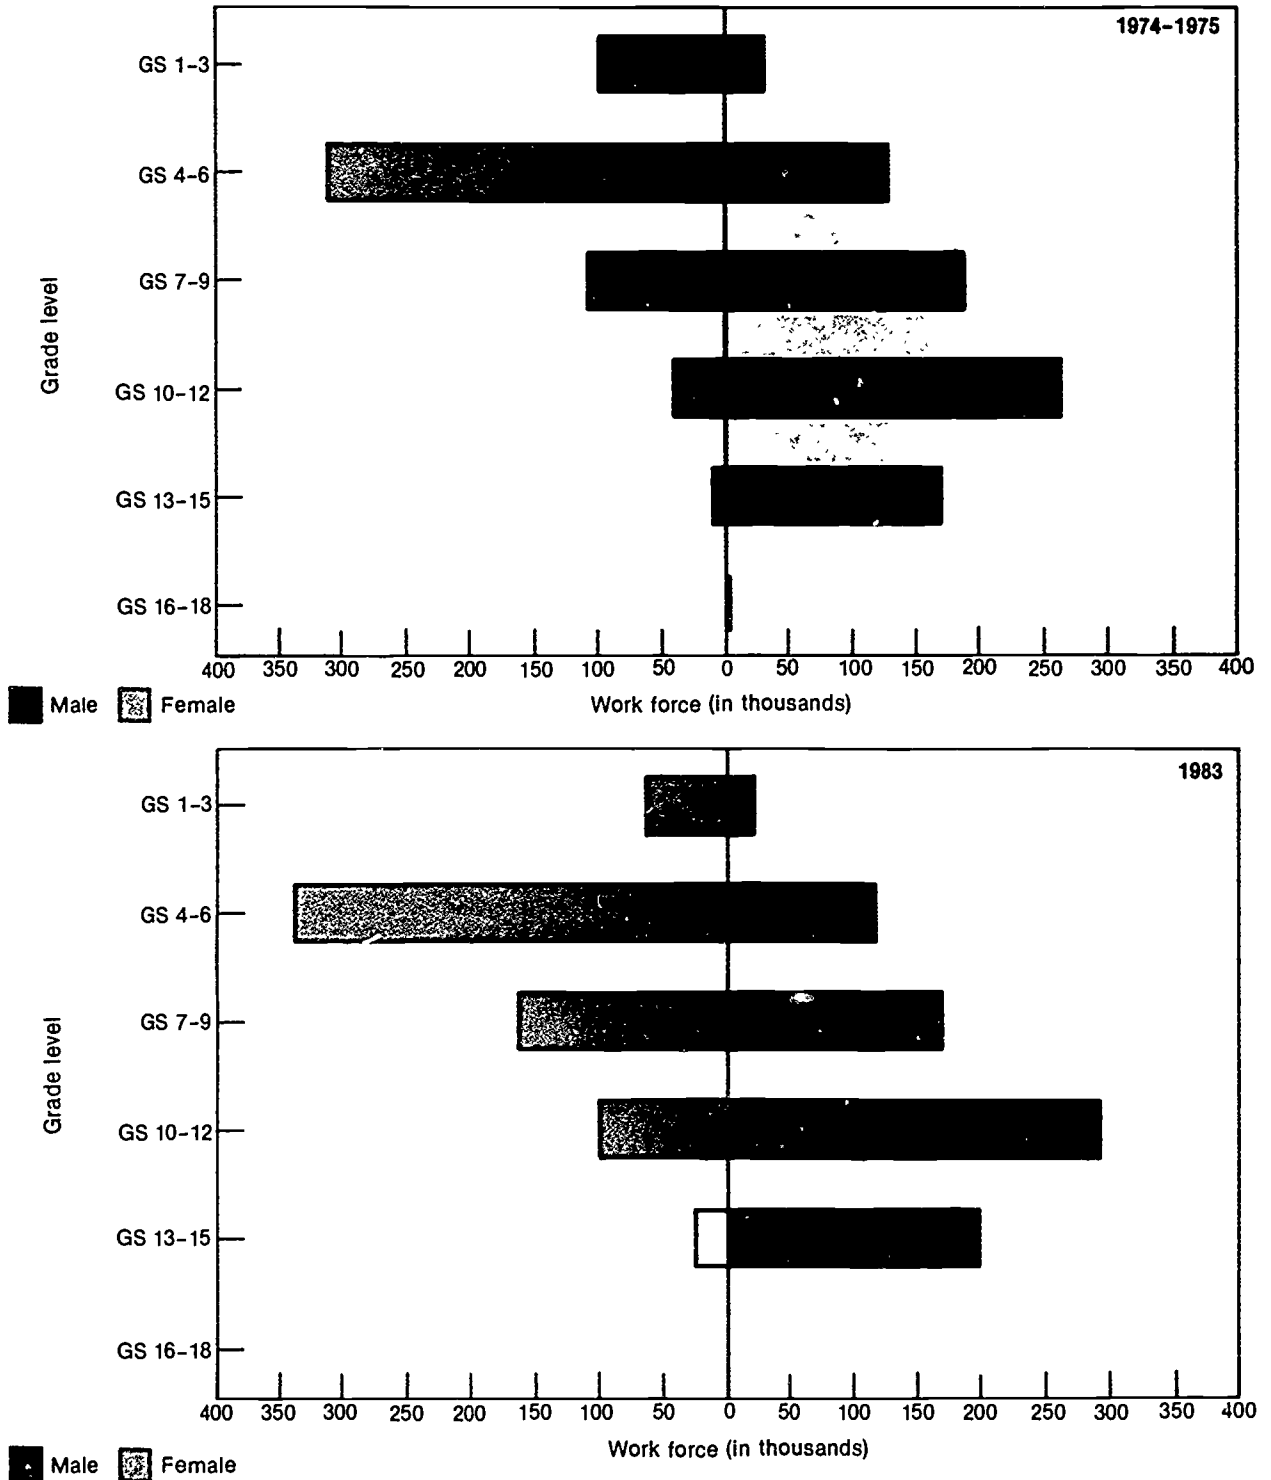 1974-1975
GS 1-3
GS 4-6
GS 7-9
GS 10-12
GS 13-15
GS 16-18
Grade level
400 350 300 250 200 150 100 50 0 50 100 150 200 250 300 350 400
Work force (in thousands)
Male Female
1983
GS 1-3
GS 4-6
GS 7-9
GS 10-12
GS 13-15
GS 16-18
Grade level
400 350 300 250 200 150 100 50 0 50 100 150 200 250 300 350 400
Work force (in thousands)
Male Female